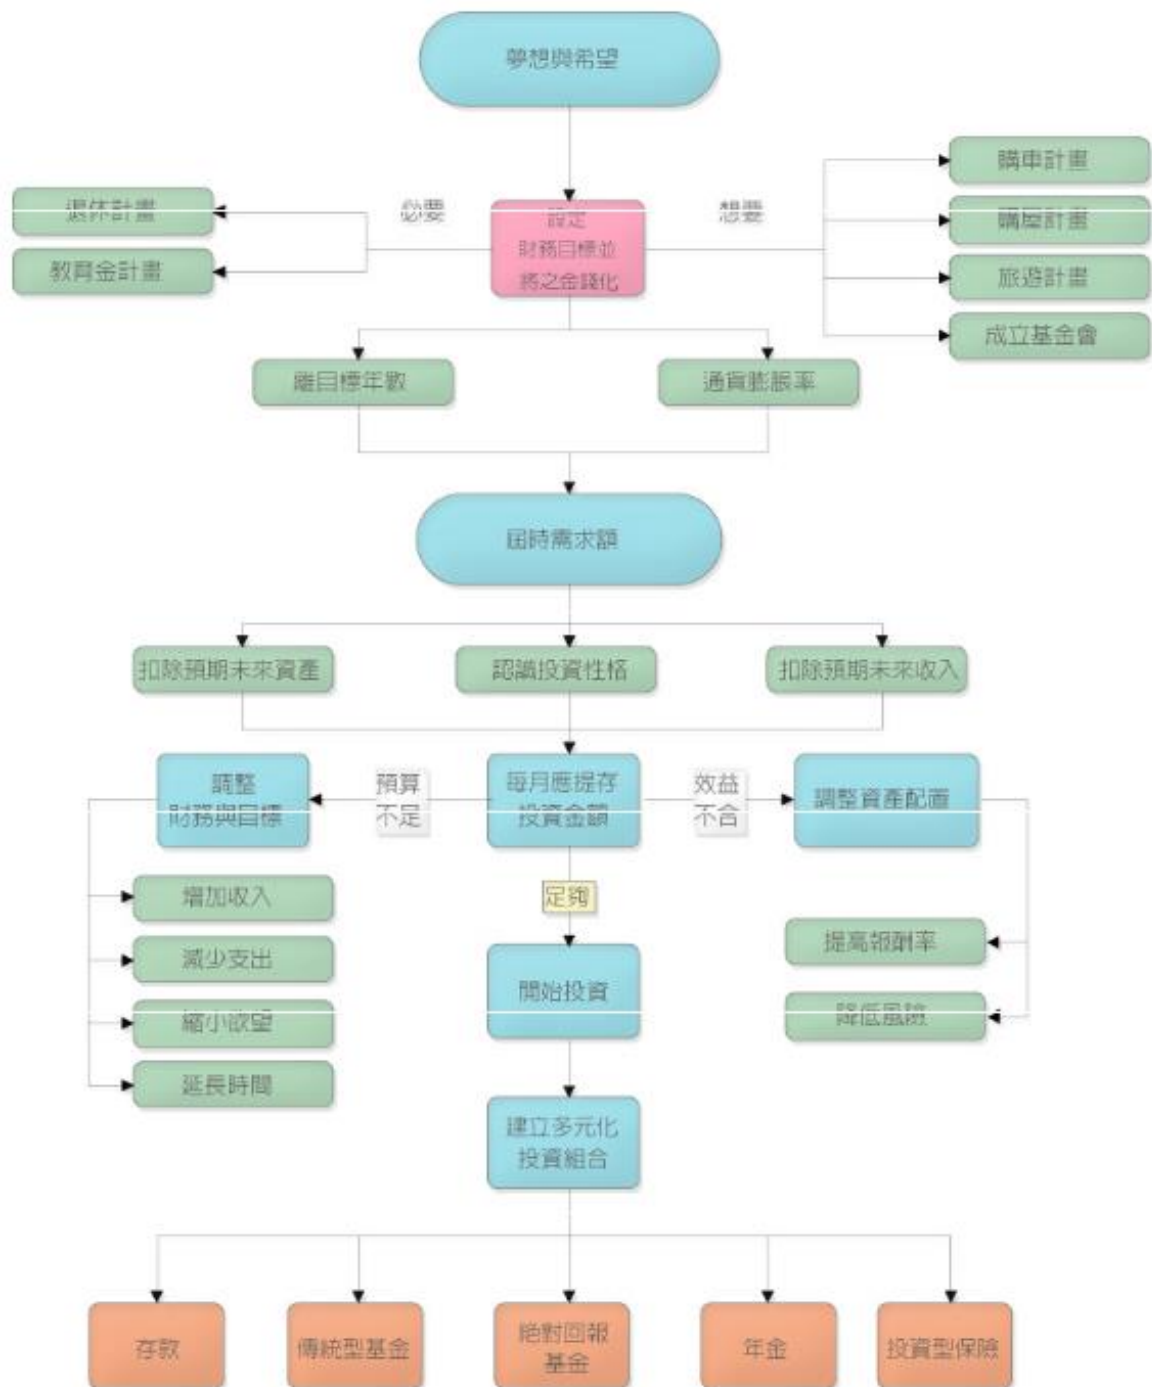 夢想與希望
購車計畫
退休計畫
必要
設定
財務目標並
將之金錢化
想要
購屋計畫
教育金計畫
旅遊計畫
成立基金會
離目標年數
通貨膨脹率
屆時需求額
扣除預期未來資產
認識投資性格
扣除預期未來收入
調整
財務與目標
預算
不足
每月應提存
投資金額
效益
不合
調整資產配置
增加收入
足夠
減少支出
開始投資
提高報酬率
縮小欲望
降低風險
延長時間
建立多元化
投資組合
存款
傳統型基金
絕對回報
基金
年金
投資型保險